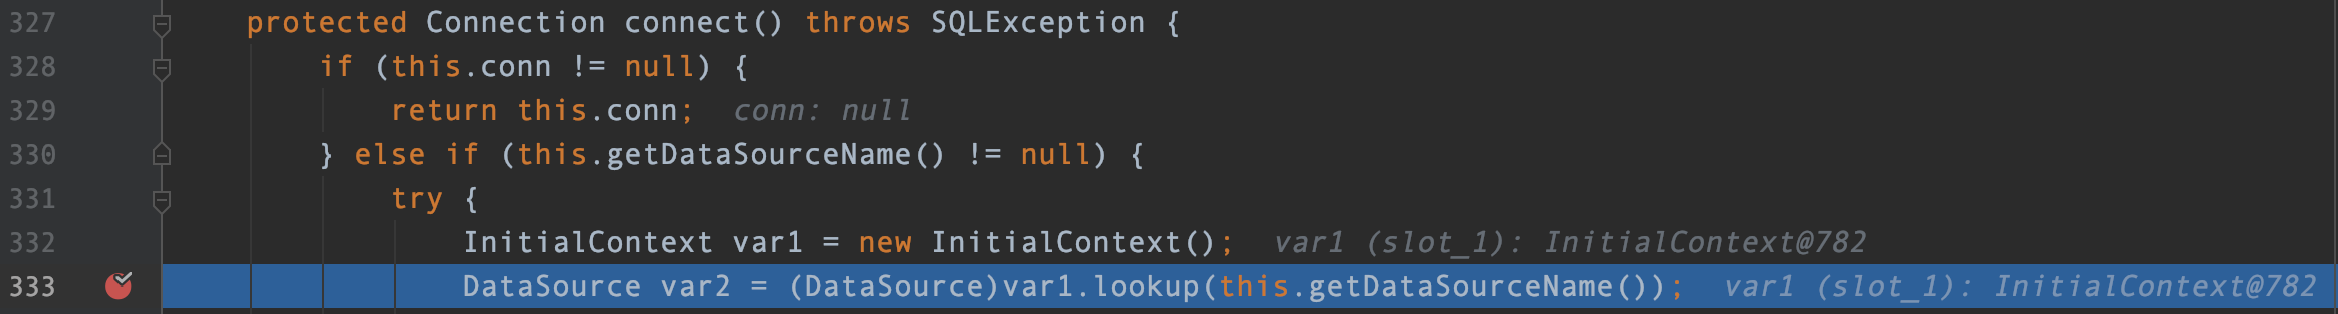 327 protected Connection connect() throws SQLException {
328 if (this.conn != null) {
329 return this.conn; conn: null
330 } else if (this.getDataSourceName() != null) {
331 try {
332 InitialContext var1 = new InitialContext(); var1 (slot_1): InitialContext@782
333 DataSource var2 = (DataSource)var1.lookup(this.getDataSourceName()); var1 (slot_1): InitialContext@782